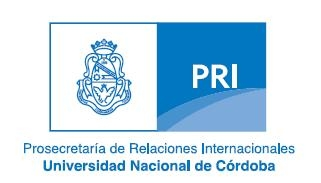 PRI
Prosecretaría de Relaciones Internacionales
Universidad Nacional de Córdoba